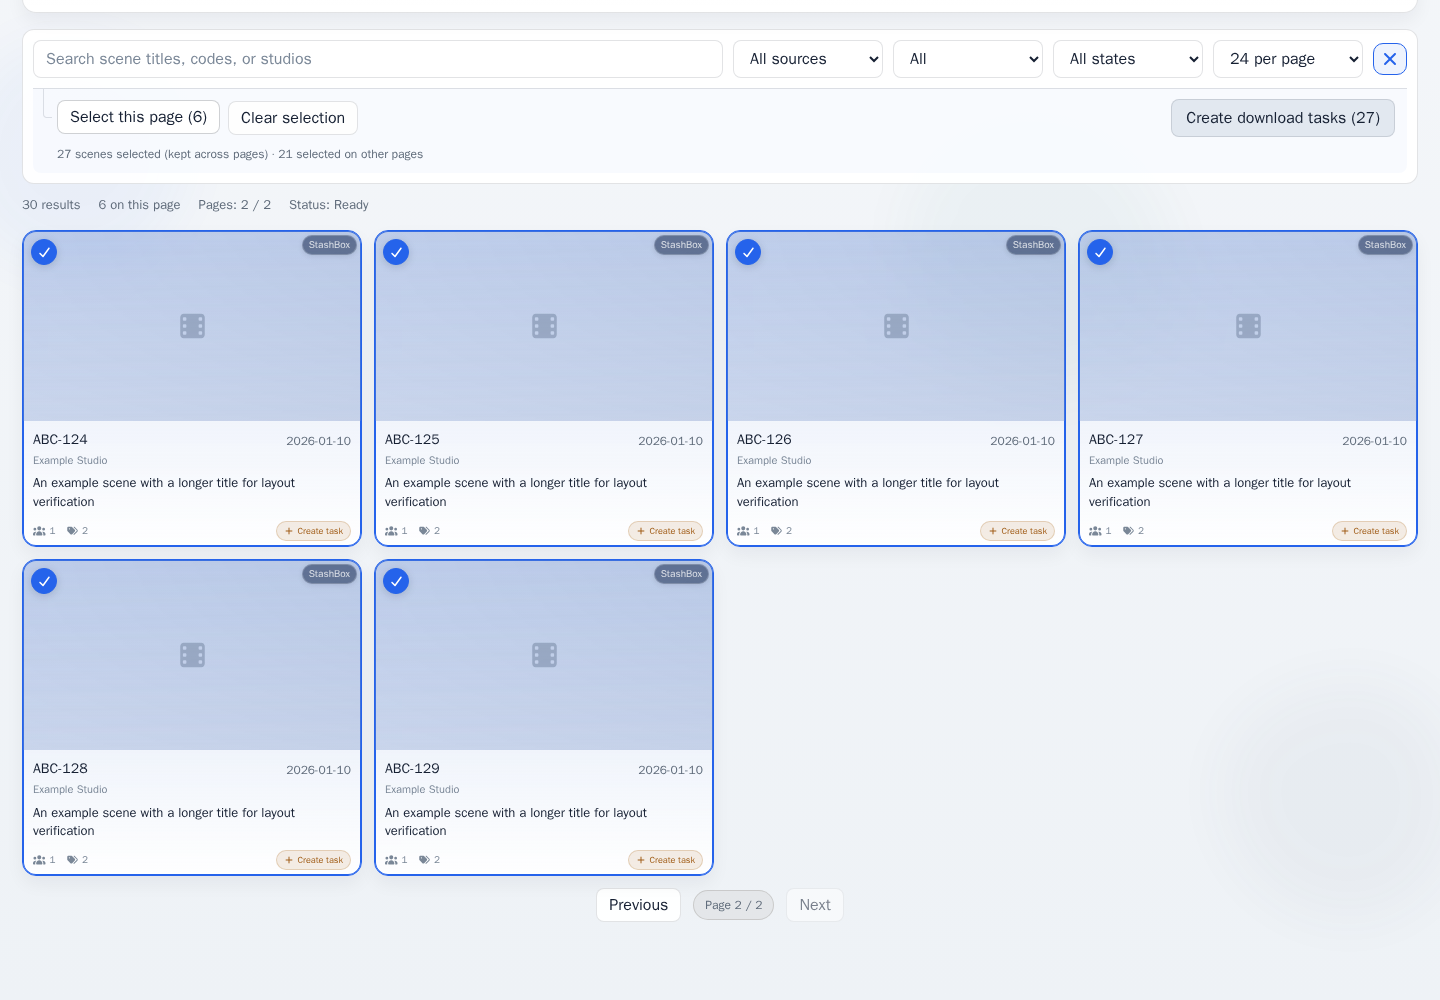 Search scene titles, codes, or studios
All sources
All
All states
24 per page
Select this page (6)
Clear selection
Create download tasks (27)
27 scenes selected (kept across pages) · 21 selected on other pages
30 results 6 on this page Pages: 2 / 2 Status: Ready
StashBox
ABC-124
2026-01-10
Example Studio
An example scene with a longer title for layout
verification
1 2
+ Create task
StashBox
ABC-125
2026-01-10
Example Studio
An example scene with a longer title for layout
verification
1 2
+ Create task
StashBox
ABC-126
2026-01-10
Example Studio
An example scene with a longer title for layout
verification
1 2
+ Create task
StashBox
ABC-127
2026-01-10
Example Studio
An example scene with a longer title for layout
verification
1 2
+ Create task
StashBox
ABC-128
2026-01-10
Example Studio
An example scene with a longer title for layout
verification
1 2
+ Create task
StashBox
ABC-129
2026-01-10
Example Studio
An example scene with a longer title for layout
verification
1 2
+ Create task
Previous
Page 2 / 2
Next